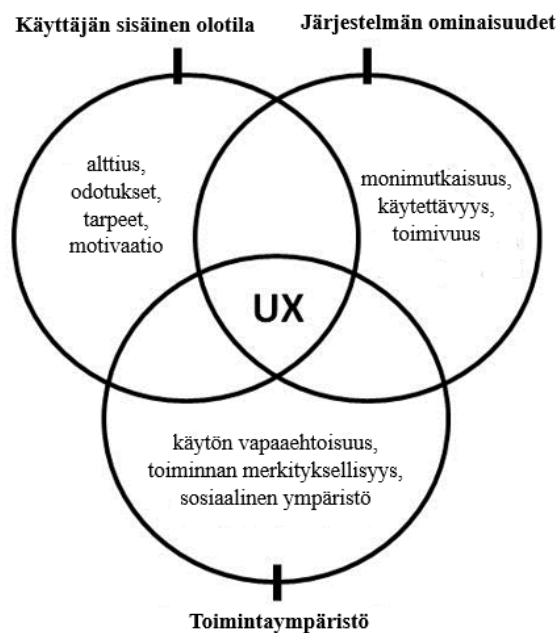 Käyttäjän sisäinen olotila
Järjestelmän ominaisuudet
alttius,
odotukset,
tarpeet,
motivaatio
monimutkaisuus,
käytettävyys,
toimivuus
UX
käytön vapaaehtoisuus,
toiminnan merkityksellisyys,
sosiaalinen ympäristö
Toimintaympäristö